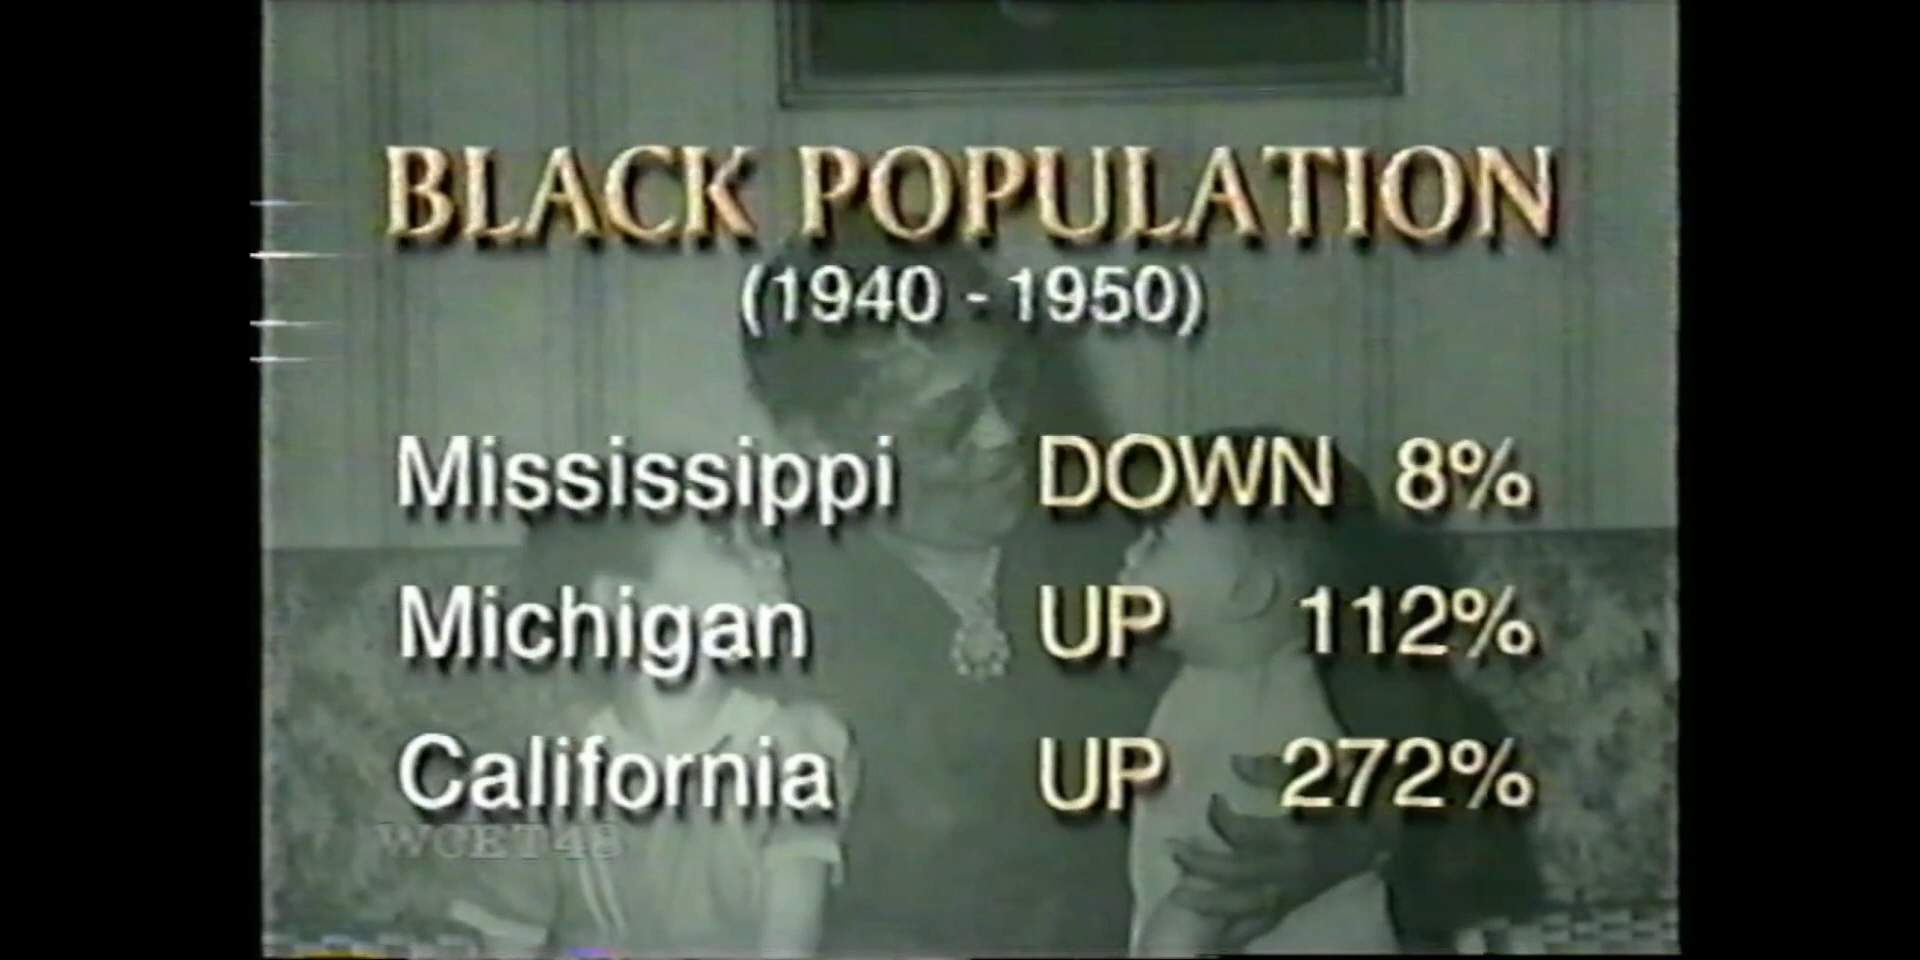 BLACK POPULATION
(1940 - 1950)
Mississippi DOWN 8%
Michigan UP 112%
California UP 272%
WCET48